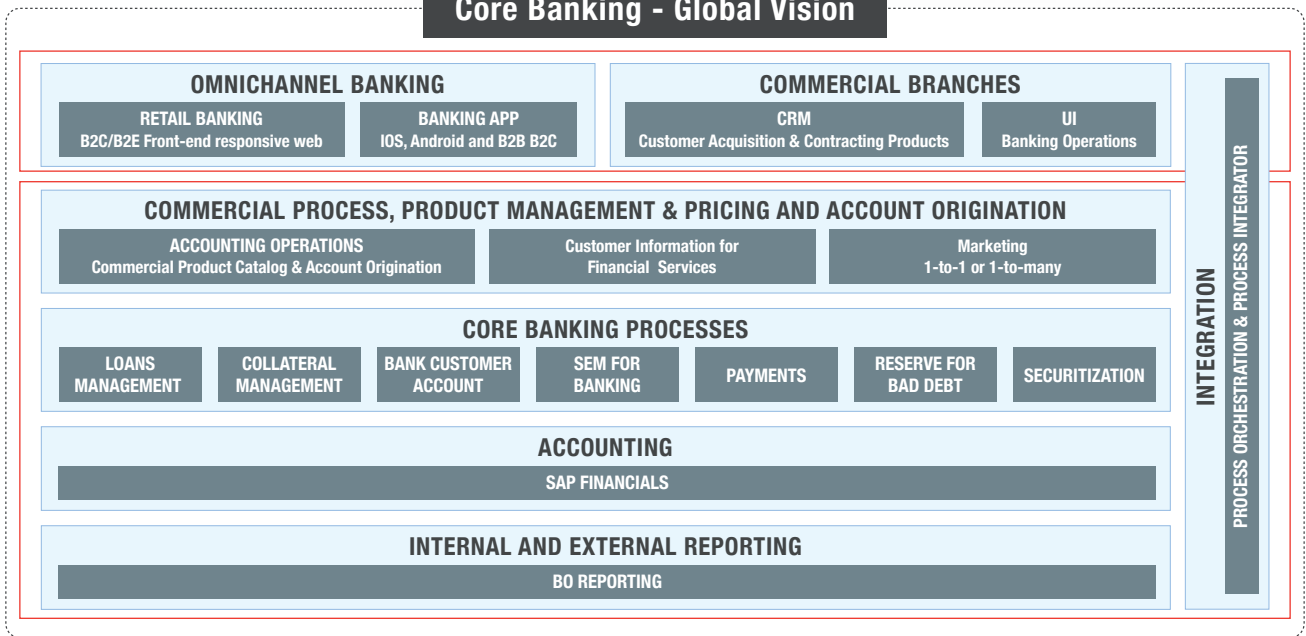 Core Banking - Global Vision
OMNICHANNEL BANKING
RETAIL BANKING
B2C/B2E Front-end responsive web
BANKING APP
IOS, Android and B2B B2C
COMMERCIAL BRANCHES
CRM
Customer Acquisition & Contracting Products
UI
Banking Operations
COMMERCIAL PROCESS, PRODUCT MANAGEMENT & PRICING AND ACCOUNT ORIGINATION
ACCOUNTING OPERATIONS
Commercial Product Catalog & Account Origination
Customer Information for
Financial Services
Marketing
1-to-1 or 1-to-many
CORE BANKING PROCESSES
LOANS
MANAGEMENT
COLLATERAL
MANAGEMENT
BANK CUSTOMER
ACCOUNT
SEM FOR
BANKING
PAYMENTS
RESERVE FOR
BAD DEBT
SECURITIZATION
ACCOUNTING
SAP FINANCIALS
INTERNAL AND EXTERNAL REPORTING
BO REPORTING
INTEGRATION
PROCESS ORCHESTRATION & PROCESS INTEGRATOR